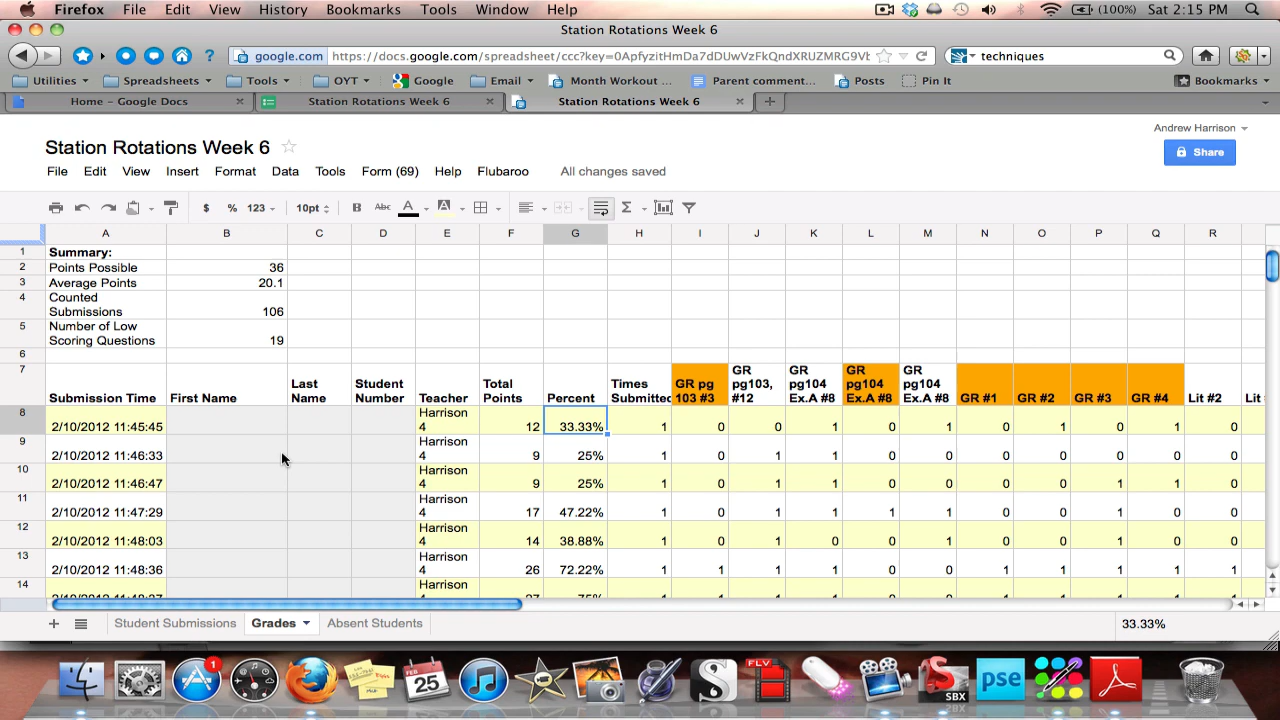 Firefox File Edit View History Bookmarks Tools Window Help (100%) Sat 2:15 PM
Station Rotations Week 6
google.com https://docs.google.com/spreadsheet/ccc?key=0ApfyzitHmDa7dDUwVzFkQndXRUZMRG9Vb techniques
Utilities Spreadsheets Tools OYT Google Email Month Workout ... Parent comment... Posts Pin It Bookmarks
Home – Google Docs Station Rotations Week 6 Station Rotations Week 6
Andrew Harrison
Station Rotations Week 6
Share
File Edit View Insert Format Data Tools Form (69) Help Flubaroo All changes saved
$ % 123 10pt B Abc A A Σ
A B C D E F G H I J K L M N O P Q R
1 Summary:
2 Points Possible 36
3 Average Points 20.1
4 Counted
Submissions 106
5 Number of Low
Scoring Questions 19
6
7 GR GR GR GR
Last Student Total Times GR pg pg103, pg104 pg104 pg104
Submission Time First Name Name Number Teacher Points Percent Submitted 103 #3 #12 Ex.A #8 Ex.A #8 Ex.A #8 GR #1 GR #2 GR #3 GR #4 Lit #2 Lit
8 Harrison
2/10/2012 11:45:45 4 12 33.33% 1 0 1 0 0 1 0 1 0 1 0
9 Harrison
2/10/2012 11:46:33 4 9 25% 1 0 1 1 0 0 0 0 0 0 0
10 Harrison
2/10/2012 11:46:47 4 9 25% 1 0 1 1 0 0 0 0 1 1 0
11 Harrison
2/10/2012 11:47:29 4 17 47.22% 1 0 1 1 1 1 0 0 1 0 0
12 Harrison
2/10/2012 11:48:03 4 14 38.88% 1 0 1 0 0 1 0 0 1 1 0
13 Harrison
2/10/2012 11:48:36 4 26 72.22% 1 1 1 1 0 0 1 1 1 1 1
14 Harrison
Student Submissions Grades Absent Students 33.33%
1 FEB 25 S FLV S SBX pse